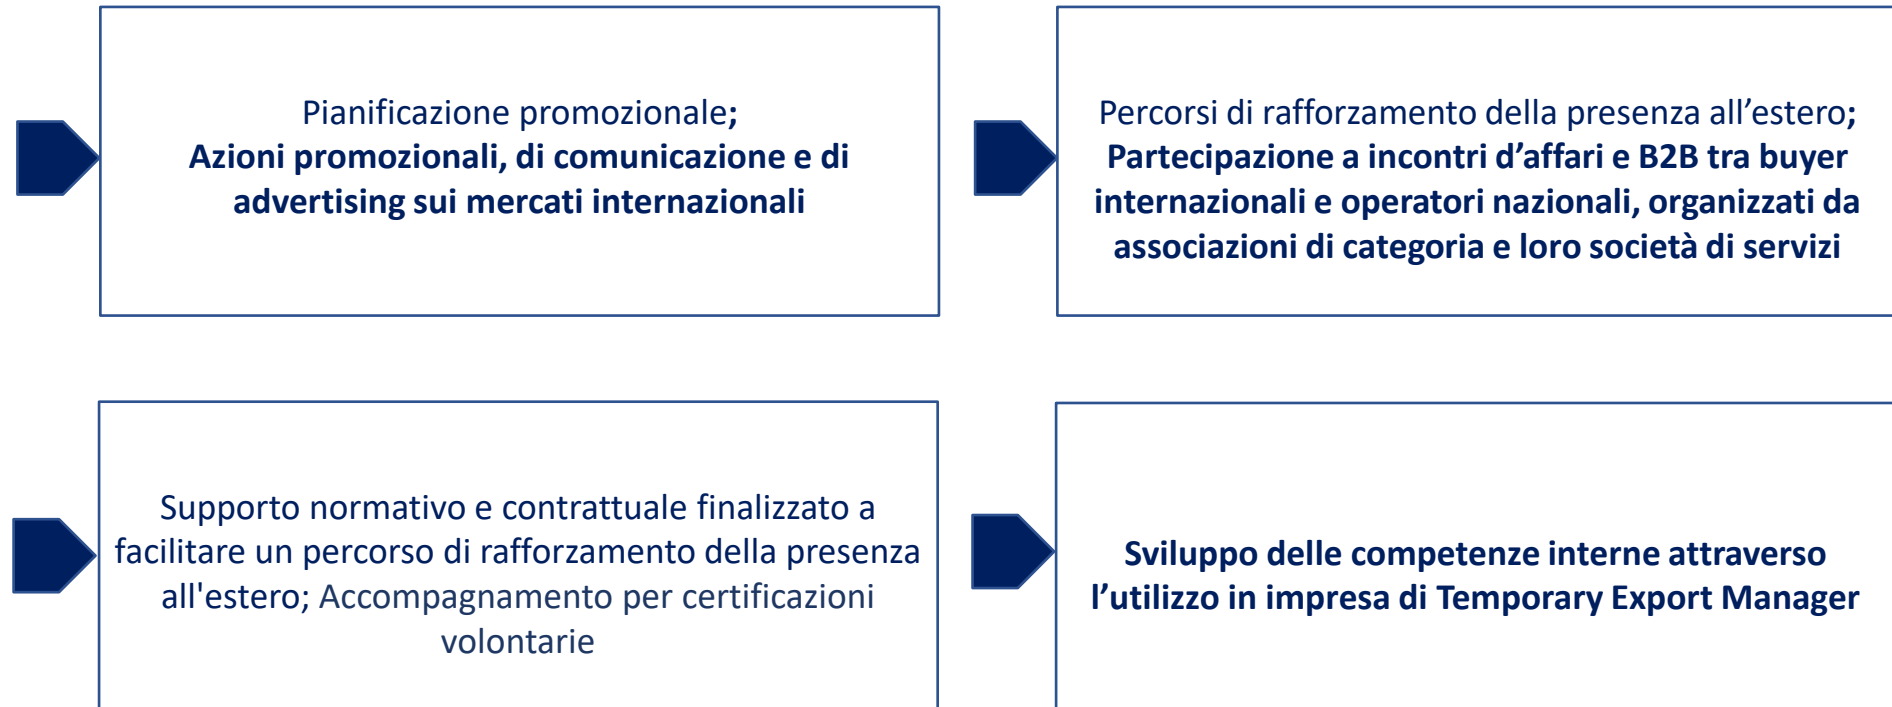 Pianificazione promozionale;
Azioni promozionali, di comunicazione e di
advertising sui mercati internazionali
Percorsi di rafforzamento della presenza all’estero;
Partecipazione a incontri d’affari e B2B tra buyer
internazionali e operatori nazionali, organizzati da
associazioni di categoria e loro società di servizi
Supporto normativo e contrattuale finalizzato a
facilitare un percorso di rafforzamento della presenza
all'estero; Accompagnamento per certificazioni
volontarie
Sviluppo delle competenze interne attraverso
l’utilizzo in impresa di Temporary Export Manager